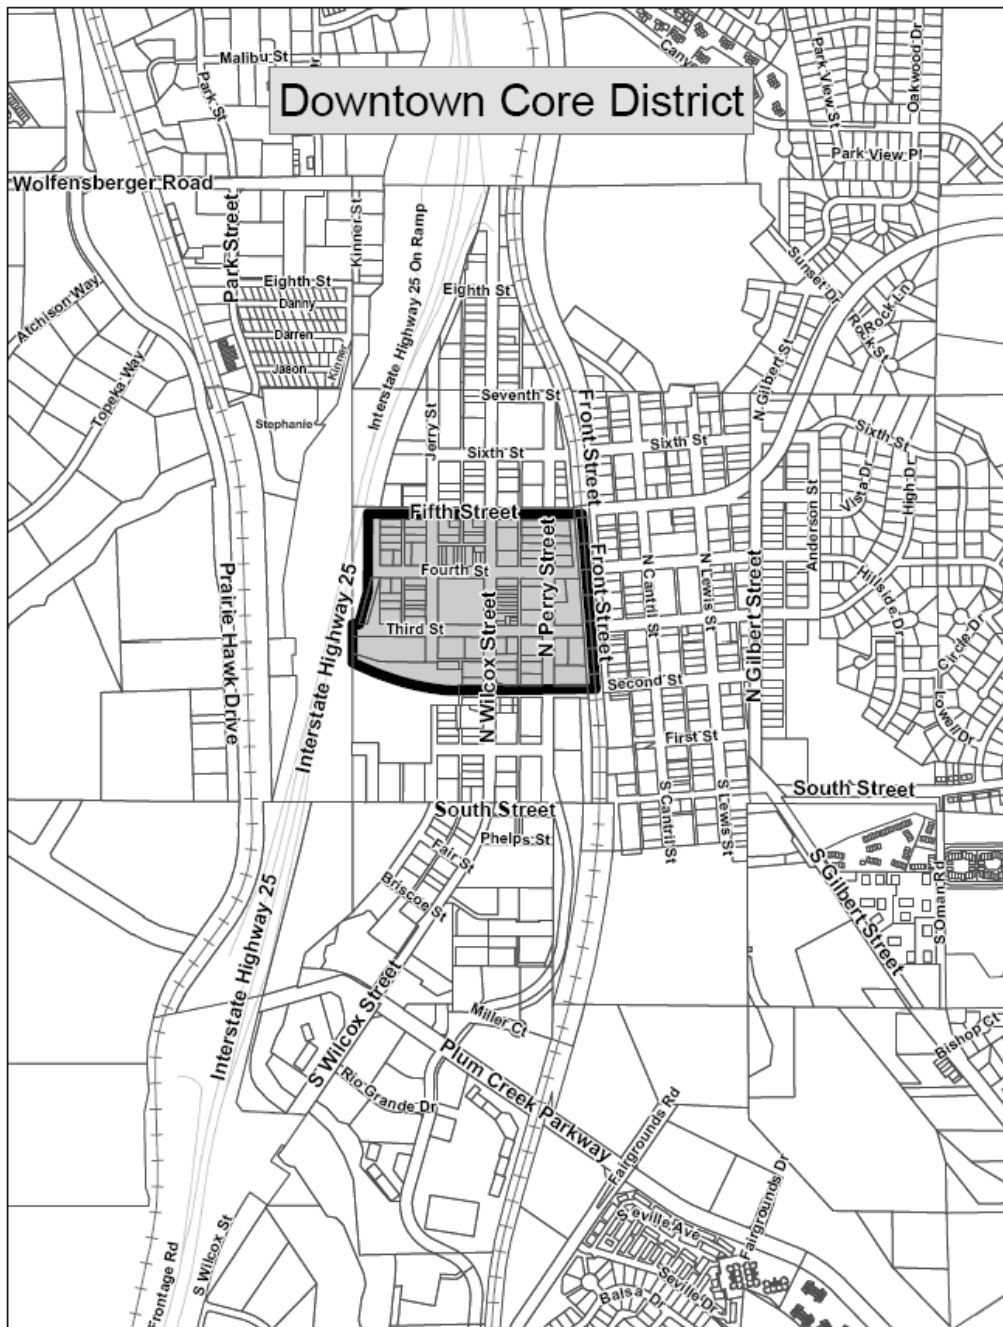 Malibu St
Dr
Canyo
Park View St
Oakwood Dr
Park St
Downtown Core District
Park View Pl
Wolfensberger Road
Park Street
Kinner St
Interstate Highway 25 On Ramp
Kinner
Eighth St
Danny
Darren
Jason
Kinner
Stephanie
Atchison Way
Topeka Way
Eighth St
Sunset Dr
Rock Ln
Rock St
N Gilbert St
Seventh St
Front Street
Jerry St
Sixth St
Sixth St
Sixth St
Vista Dr
High Dr
Anderson St
Fifth Street
Fourth St
N Perry Street
Front Street
N Cantril St
N Lewis St
N Gilbert Street
Hillside Dr
Circle Dr
Lowell Dr
Prairie Hawk Drive
Interstate Highway 25
Third St
N Wilcox Street
Second St
First St
South Street
S Cantril St
S Lewis St
South Street
Phelps St
Fair St
Briscoe St
S Gilbert Street
S Oman Rd
Interstate Highway 25
S Wilcox Street
Miller Ct
Plum Creek Parkway
Rio Grande Dr
Bishop Ct
Fairgrounds Rd
Fairgrounds Dr
S eville Ave
Seville Dr
Balsa Dr
S Wilcox St
Frontage Rd